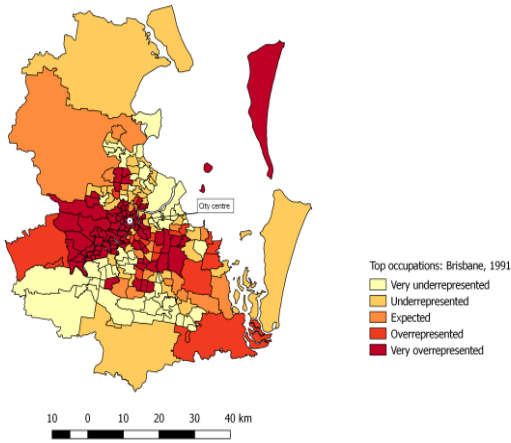 City centre
Top occupations: Brisbane, 1991
Very underrepresented
Underrepresented
Expected
Overrepresented
Very overrepresented
10 0 10 20 30 40 km